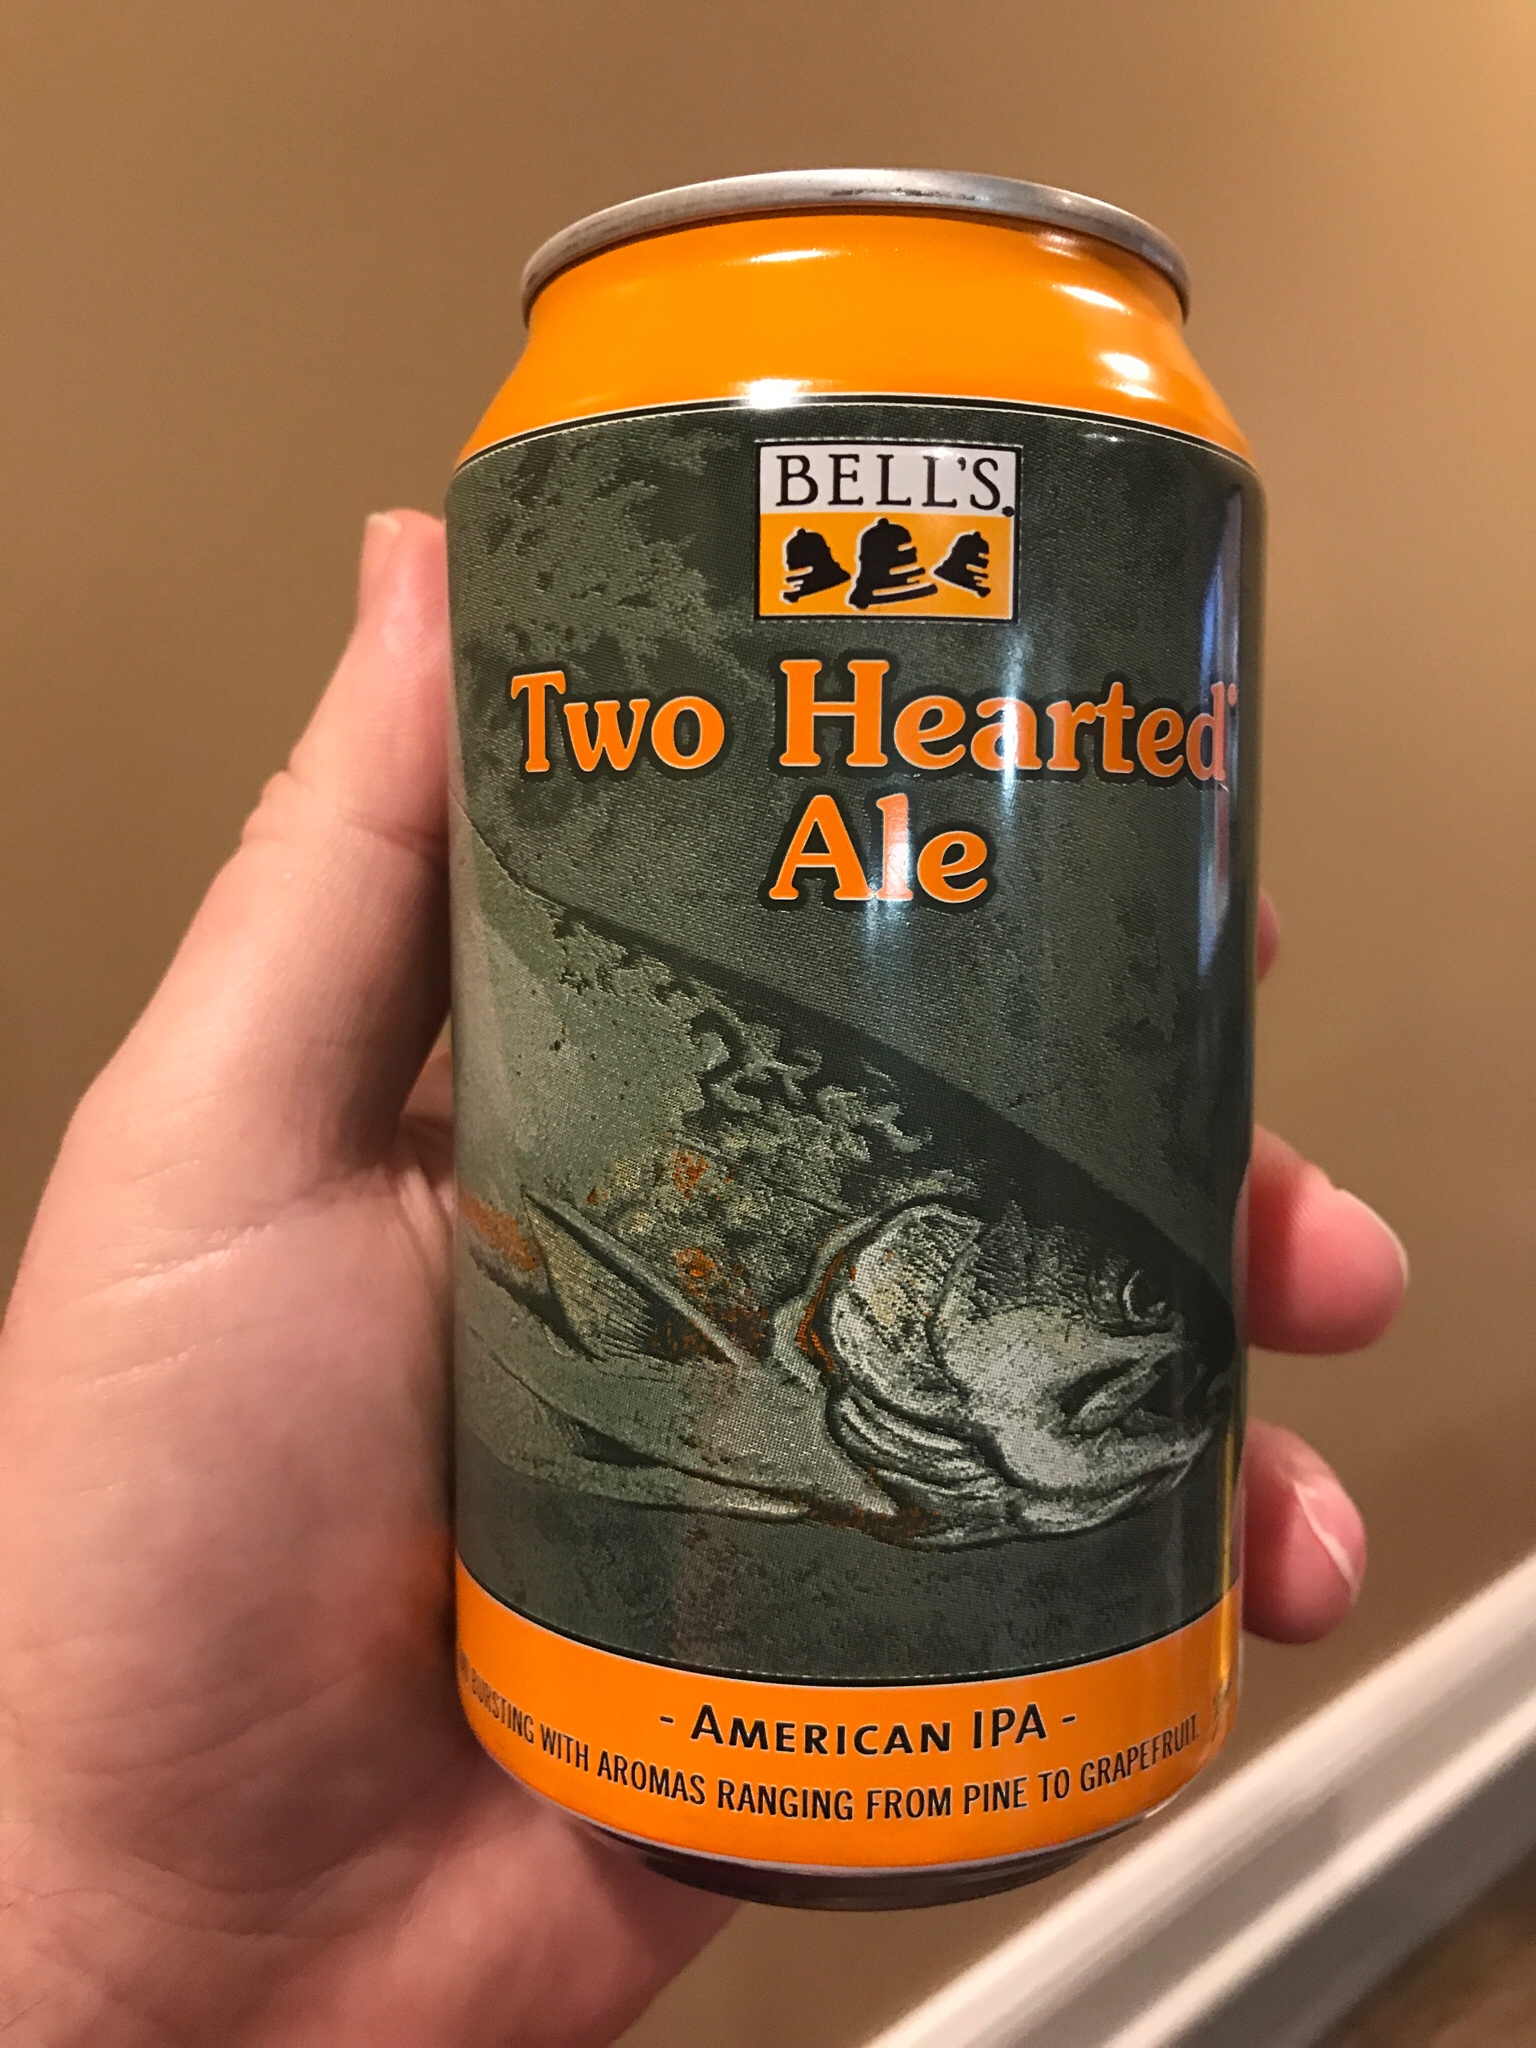 BELL'S.
Two Hearted
Ale
- AMERICAN IPA -
BURSTING WITH AROMAS RANGING FROM PINE TO GRAPEFRUIT.